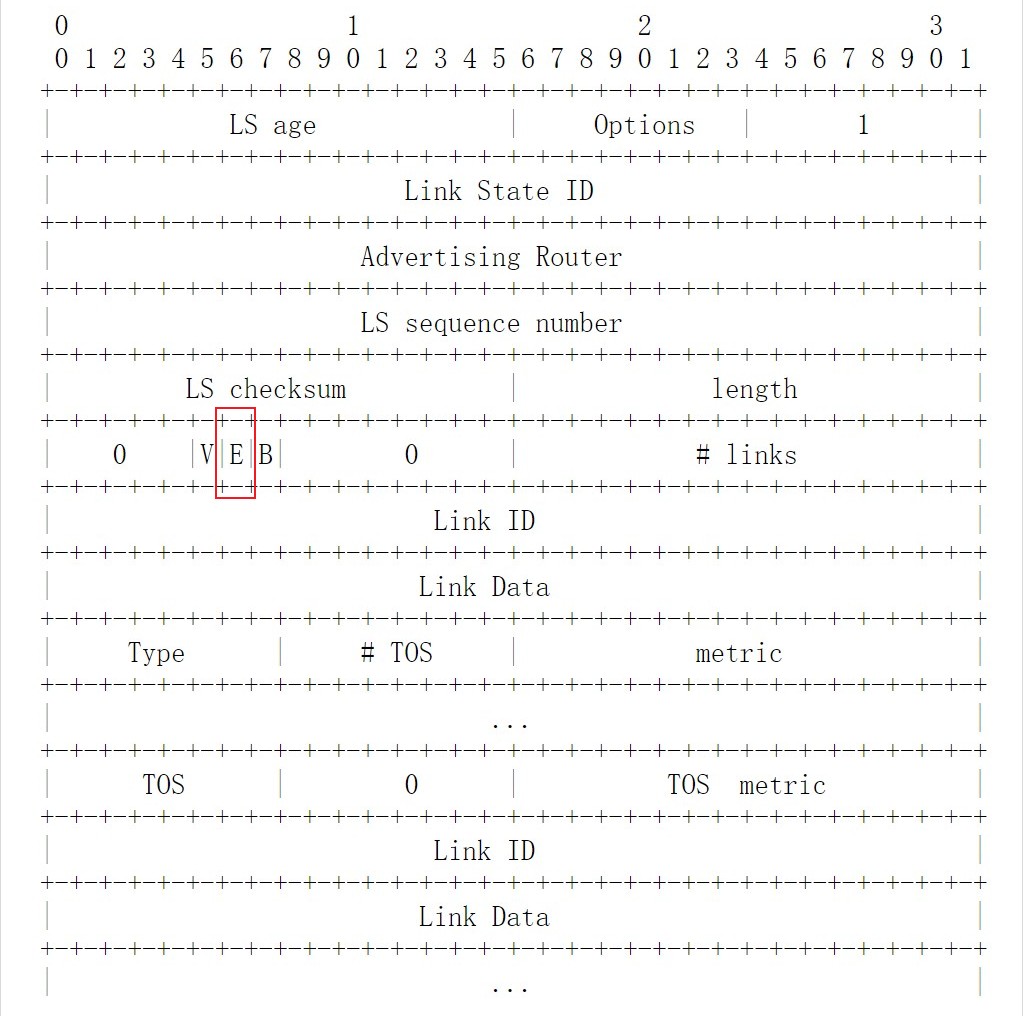 0 1 2 3
0 1 2 3 4 5 6 7 8 9 0 1 2 3 4 5 6 7 8 9 0 1 2 3 4 5 6 7 8 9 0 1
+-+-+-+-+-+-+-+-+-+-+-+-+-+-+-+-+-+-+-+-+-+-+-+-+-+-+-+-+-+-+-+-+
| LS age | Options | 1 |
+-+-+-+-+-+-+-+-+-+-+-+-+-+-+-+-+-+-+-+-+-+-+-+-+-+-+-+-+-+-+-+-+
| Link State ID |
+-+-+-+-+-+-+-+-+-+-+-+-+-+-+-+-+-+-+-+-+-+-+-+-+-+-+-+-+-+-+-+-+
| Advertising Router |
+-+-+-+-+-+-+-+-+-+-+-+-+-+-+-+-+-+-+-+-+-+-+-+-+-+-+-+-+-+-+-+-+
| LS sequence number |
+-+-+-+-+-+-+-+-+-+-+-+-+-+-+-+-+-+-+-+-+-+-+-+-+-+-+-+-+-+-+-+-+
| LS checksum | length |
+-+-+-+-+-+-+-+-+-+-+-+-+-+-+-+-+-+-+-+-+-+-+-+-+-+-+-+-+-+-+-+-+
| 0 |V|E|B| 0 | # links |
+-+-+-+-+-+-+-+-+-+-+-+-+-+-+-+-+-+-+-+-+-+-+-+-+-+-+-+-+-+-+-+-+
| Link ID |
+-+-+-+-+-+-+-+-+-+-+-+-+-+-+-+-+-+-+-+-+-+-+-+-+-+-+-+-+-+-+-+-+
| Link Data |
+-+-+-+-+-+-+-+-+-+-+-+-+-+-+-+-+-+-+-+-+-+-+-+-+-+-+-+-+-+-+-+-+
| Type | # TOS | metric |
+-+-+-+-+-+-+-+-+-+-+-+-+-+-+-+-+-+-+-+-+-+-+-+-+-+-+-+-+-+-+-+-+
| ... |
+-+-+-+-+-+-+-+-+-+-+-+-+-+-+-+-+-+-+-+-+-+-+-+-+-+-+-+-+-+-+-+-+
| TOS | 0 | TOS metric |
+-+-+-+-+-+-+-+-+-+-+-+-+-+-+-+-+-+-+-+-+-+-+-+-+-+-+-+-+-+-+-+-+
| Link ID |
+-+-+-+-+-+-+-+-+-+-+-+-+-+-+-+-+-+-+-+-+-+-+-+-+-+-+-+-+-+-+-+-+
| Link Data |
+-+-+-+-+-+-+-+-+-+-+-+-+-+-+-+-+-+-+-+-+-+-+-+-+-+-+-+-+-+-+-+-+
| ... |